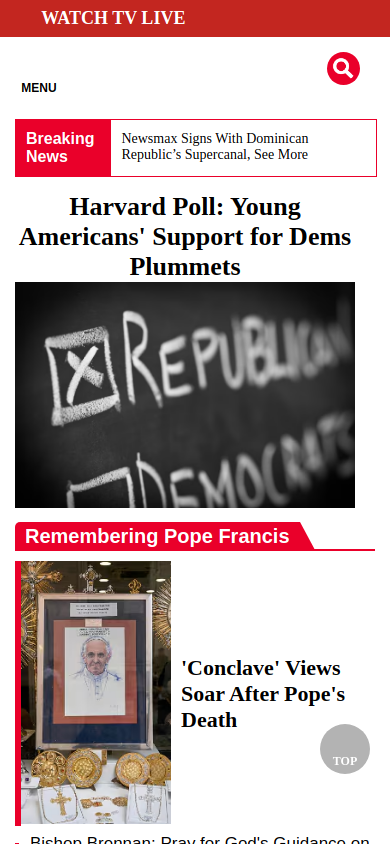 WATCH TV LIVE
MENU
Breaking
News
Newsmax Signs With Dominican
Republic’s Supercanal, See More
Harvard Poll: Young
Americans' Support for Dems
Plummets
REPUBLICAN
DEMOCRATS
Remembering Pope Francis
'Conclave' Views
Soar After Pope's
Death
TOP
Bishop Brennan: Pray for God's Guidance on